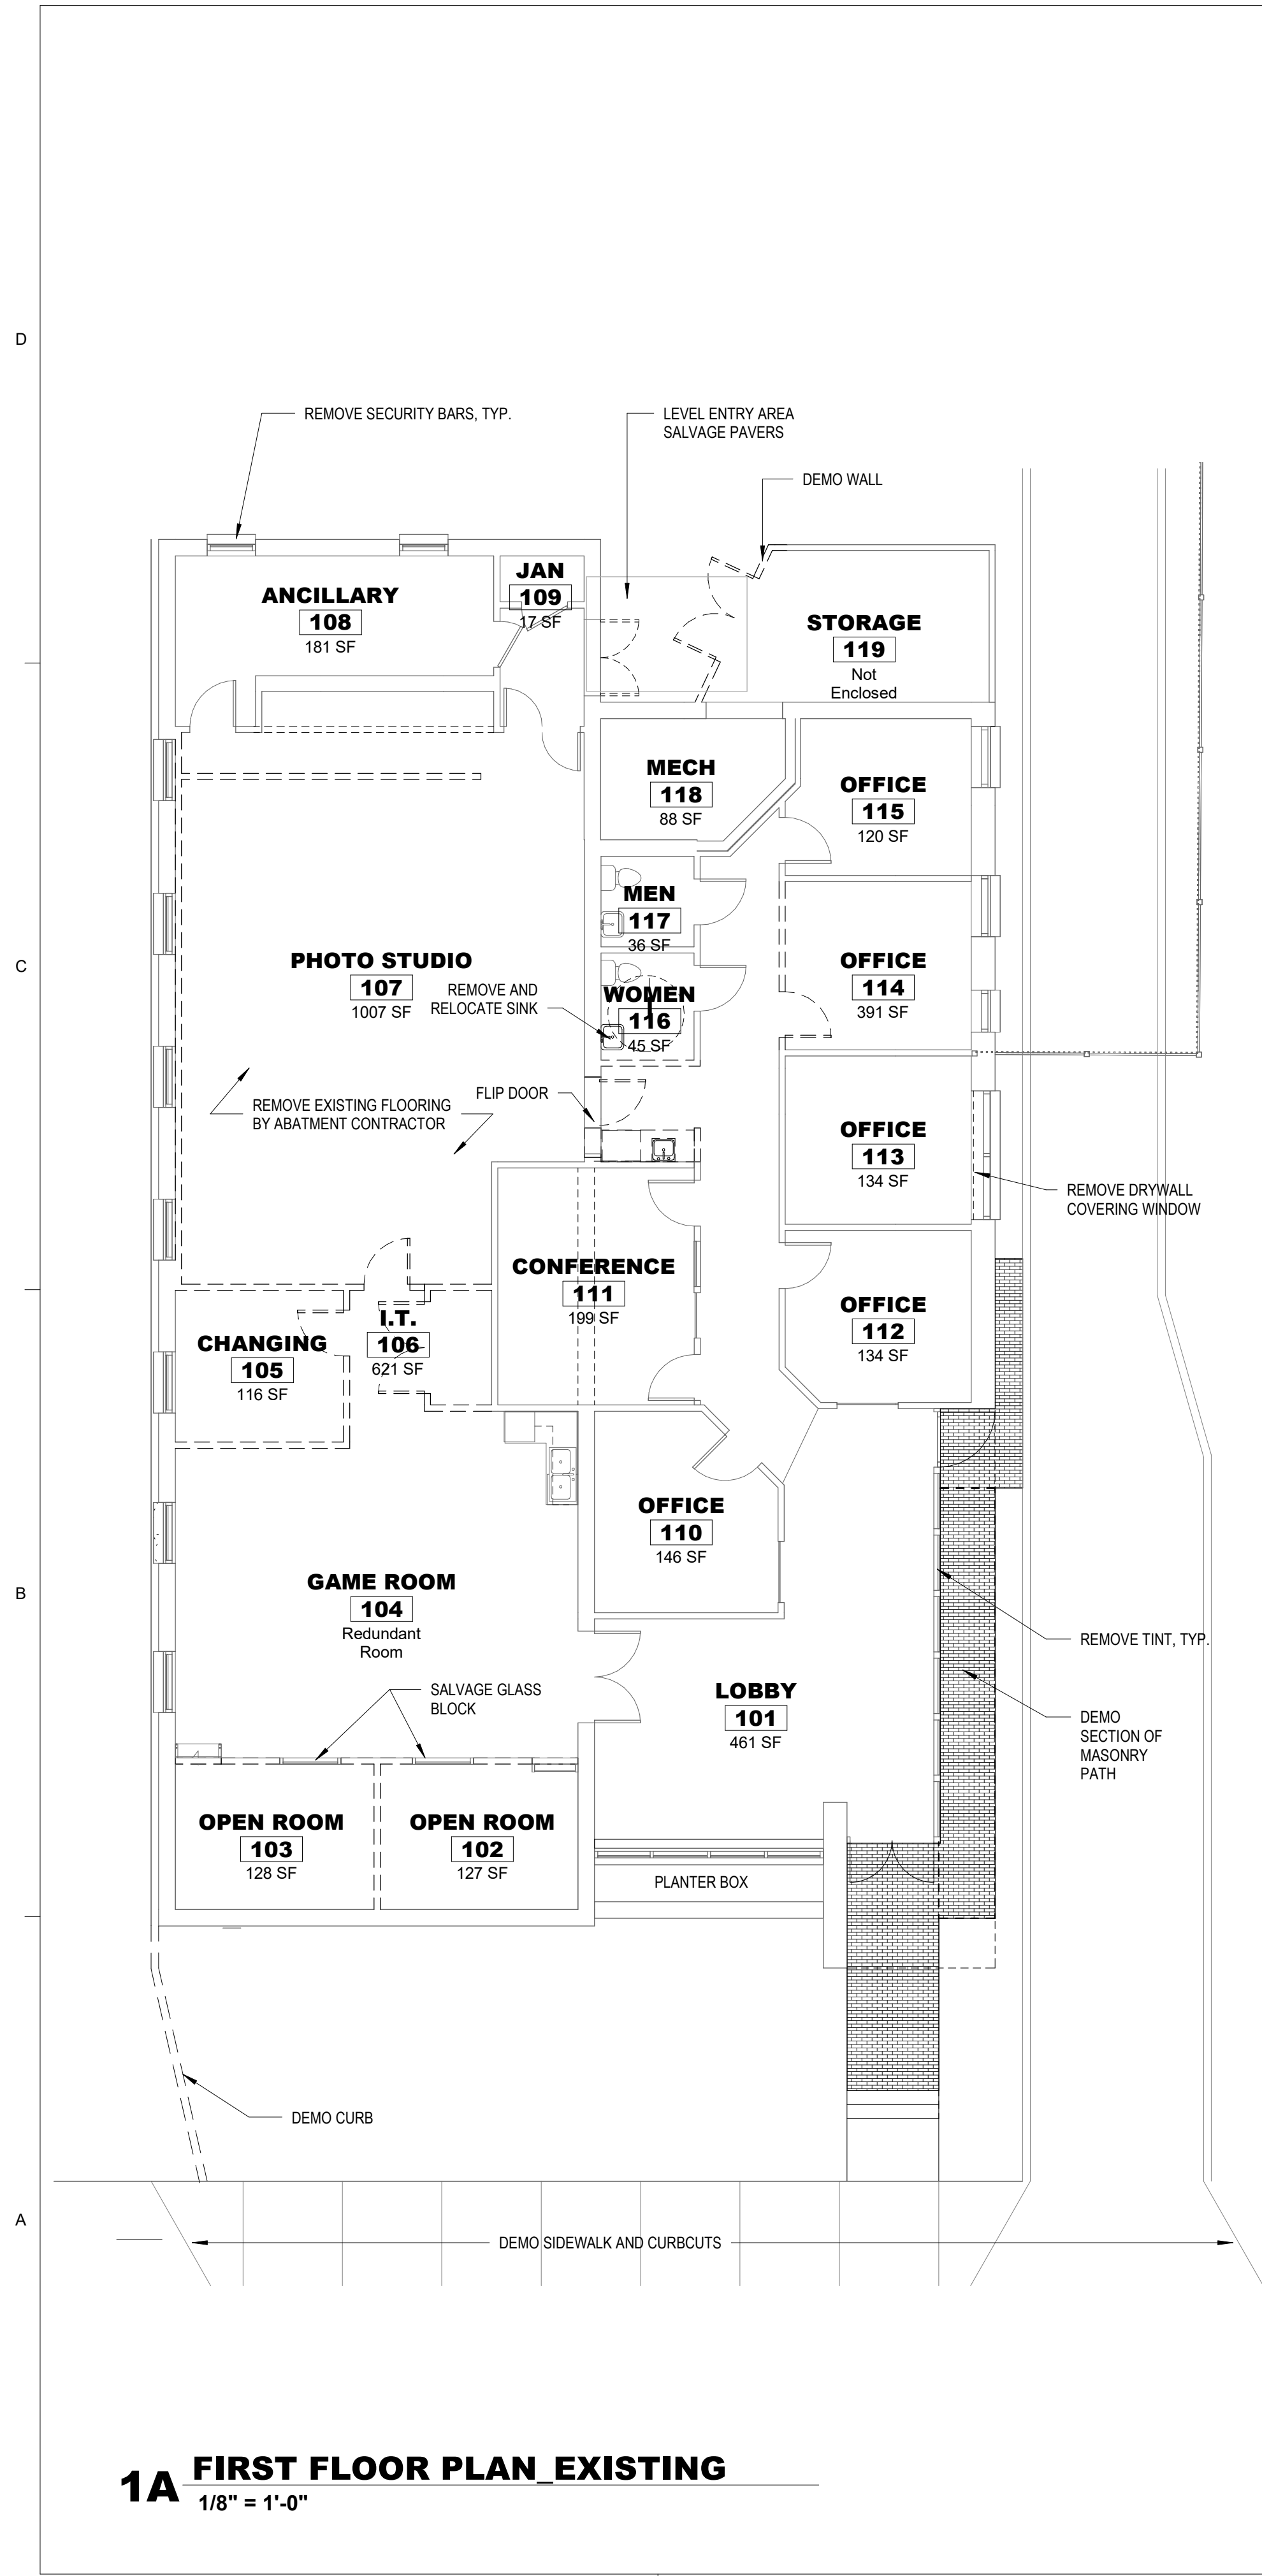 D
REMOVE SECURITY BARS, TYP.
LEVEL ENTRY AREA
SALVAGE PAVERS
DEMO WALL
JAN
109
17 SF
ANCILLARY
108
181 SF
STORAGE
119
Not
Enclosed
MECH
118
88 SF
OFFICE
115
120 SF
MEN
117
36 SF
C
PHOTO STUDIO
107
1007 SF
REMOVE AND
RELOCATE SINK
WOMEN
116
45 SF
OFFICE
114
391 SF
FLIP DOOR
REMOVE EXISTING FLOORING
BY ABATMENT CONTRACTOR
OFFICE
113
134 SF
REMOVE DRYWALL
COVERING WINDOW
CONFERENCE
111
199 SF
I.T.
106
621 SF
CHANGING
105
116 SF
OFFICE
112
134 SF
OFFICE
110
146 SF
B
GAME ROOM
104
Redundant
Room
REMOVE TINT, TYP.
SALVAGE GLASS
BLOCK
LOBBY
101
461 SF
DEMO
SECTION OF
MASONRY
PATH
OPEN ROOM
103
128 SF
OPEN ROOM
102
127 SF
PLANTER BOX
DEMO CURB
A
DEMO SIDEWALK AND CURBCUTS
1A
FIRST FLOOR PLAN_EXISTING
1/8" = 1'-0"